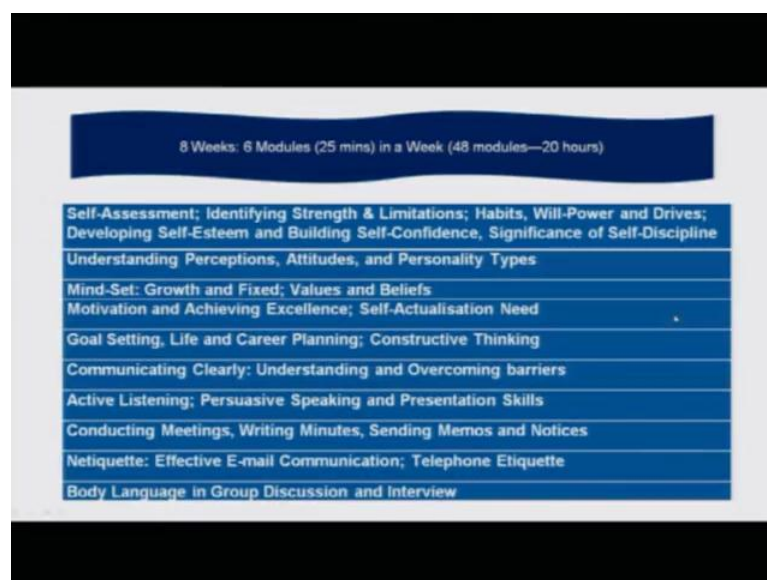 8 Weeks: 6 Modules (25 mins) in a Week (48 modules—20 hours)
Self-Assessment; Identifying Strength & Limitations; Habits, Will-Power and Drives;
Developing Self-Esteem and Building Self-Confidence, Significance of Self-Discipline
Understanding Perceptions, Attitudes, and Personality Types
Mind-Set: Growth and Fixed; Values and Beliefs
Motivation and Achieving Excellence; Self-Actualisation Need
Goal Setting, Life and Career Planning; Constructive Thinking
Communicating Clearly: Understanding and Overcoming barriers
Active Listening; Persuasive Speaking and Presentation Skills
Conducting Meetings, Writing Minutes, Sending Memos and Notices
Netiquette: Effective E-mail Communication; Telephone Etiquette
Body Language in Group Discussion and Interview